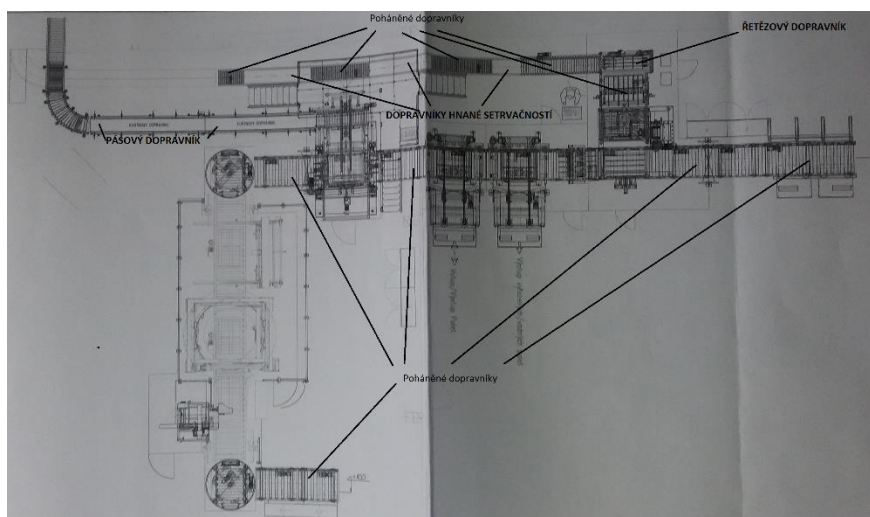 Poháněné dopravníky
ŘETĚZOVÝ DOPRAVNÍK
DOPRAVNÍKY HNANÉ SETRVAČNOSTÍ
PÁSOVÝ DOPRAVNÍK
Poháněné dopravníky